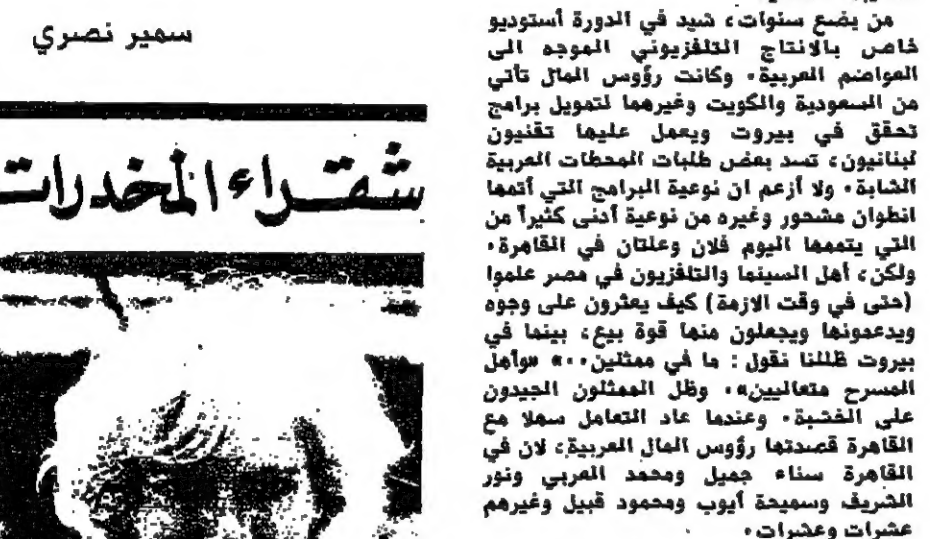 من بضع سنوات، شيد في الدورة أستوديو
خاص بالانتاج التلفزيوني الموجه الى
العواصم العربية. وكانت رؤوس المال تأتي
من السعودية والكويت وغيرهما لتمويل برامج
تحقق في بيروت ويعمل عليها تقنيون
لبنانيون، تسد بعض طلبات المحطات العربية
الشابة. ولا أزعم ان نوعية البرامج التي أتمها
انطوان مشحور وغيره من نوعية أدنى كثيراً من
التي يتممها اليوم فلان وعلتان في القاهرة.
ولكن، أهل السينما والتلفزيون في مصر علموا
(حتى في وقت الازمة) كيف يعثرون على وجوه
ويدعمونها ويجعلون منها قوة بيع، بينما في
بيروت ظللنا نقول: ما في ممثلين..» «وأهل
المسرح متعاليين». وظل الممثلون الجيدون
على الخشبة. وعندما عاد التعامل سهلا مع
القاهرة قصدتها رؤوس المال العربية، لان في
القاهرة سناء جميل ومحمد العربي ونور
الشريف وسميحة أيوب ومحمود قبيل وغيرهم
عشرات وعشرات.
سمير نصري
شقراء المخدرات